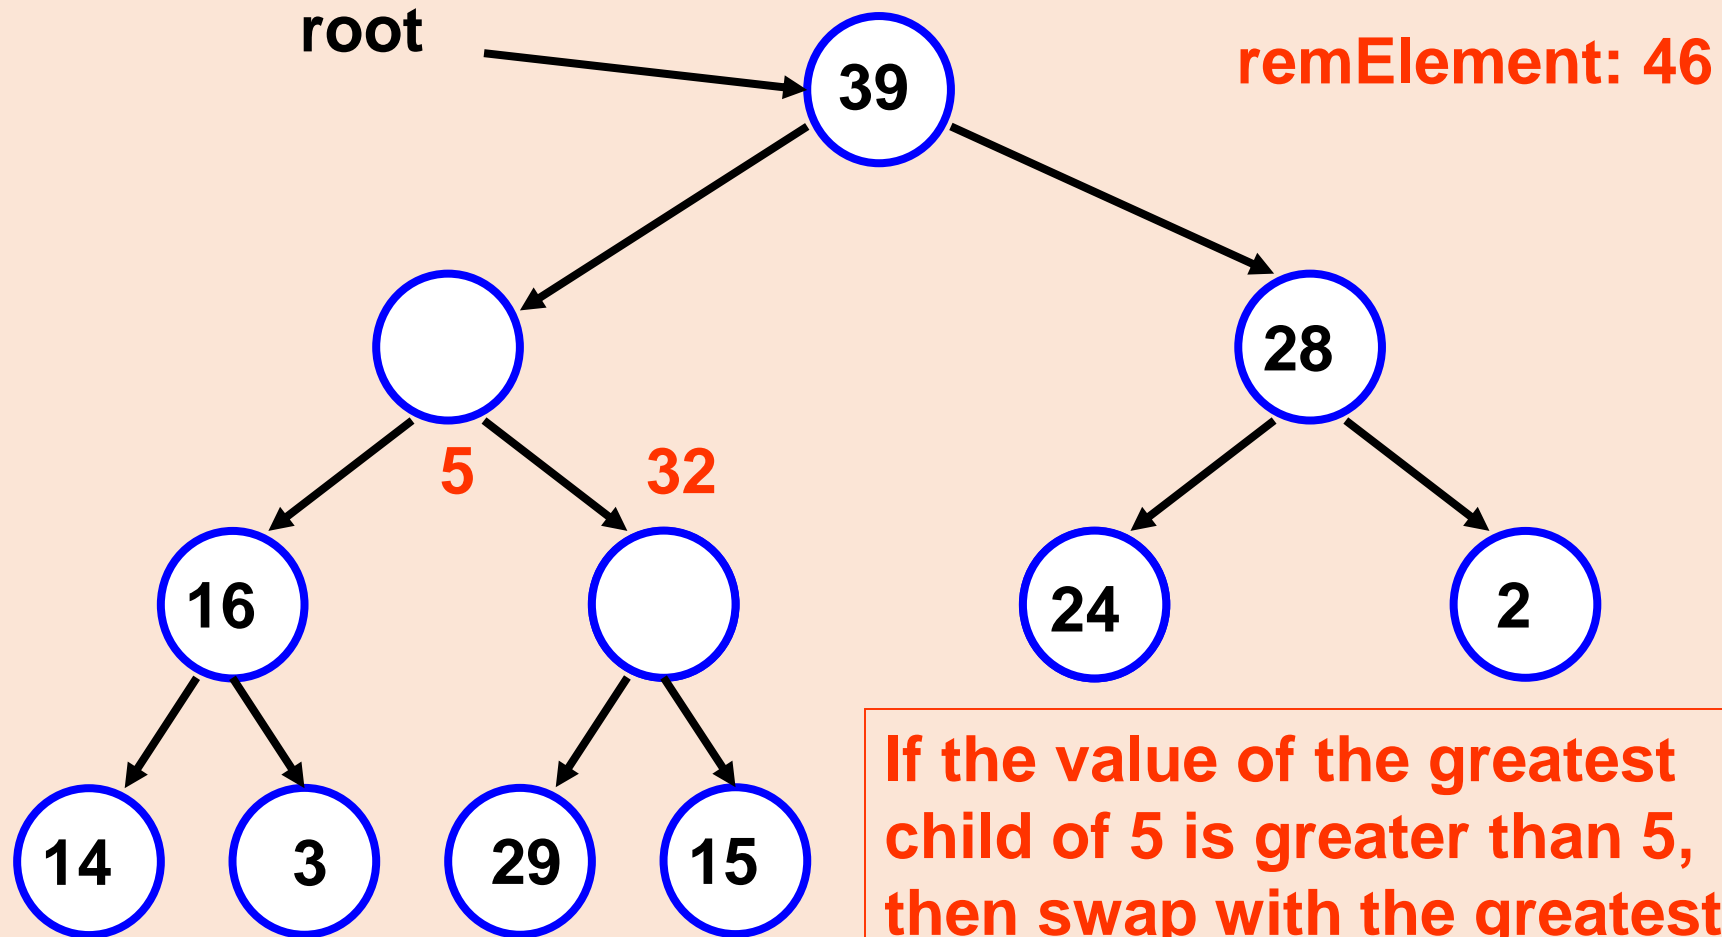 root
remElement: 46
39
28
5 32
16
24
2
14
3
29
15
If the value of the greatest
child of 5 is greater than 5,
then swap with the greatest